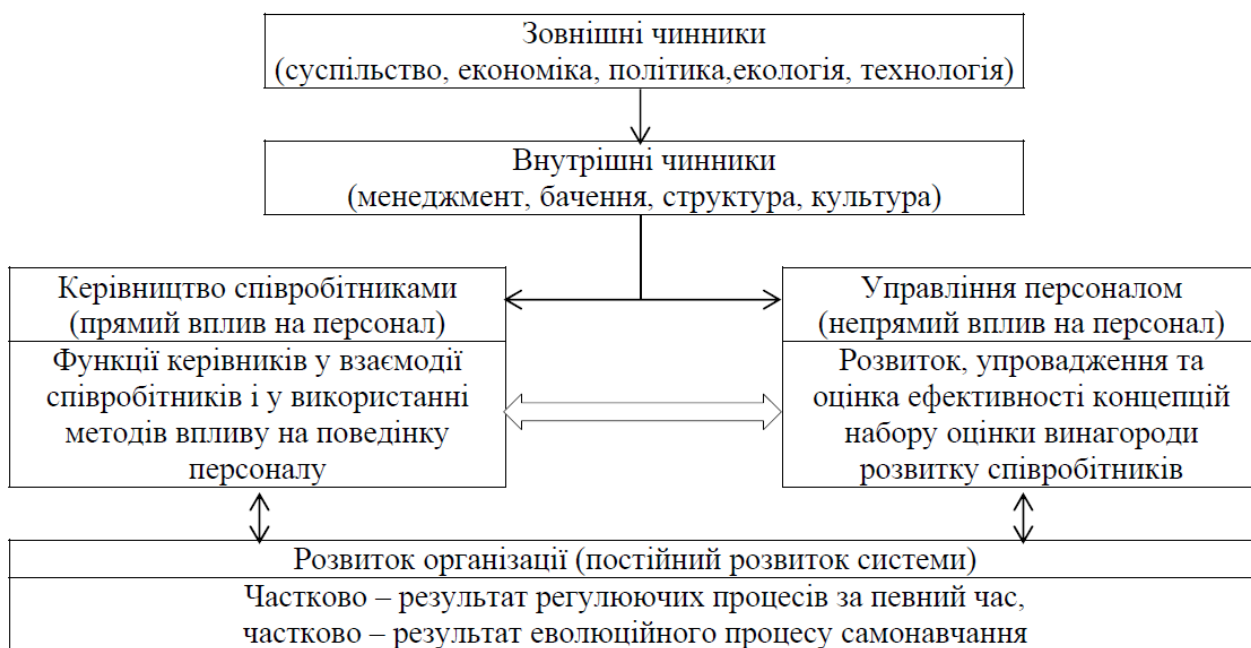 Зовнішні чинники
(суспільство, економіка, політика,екологія, технологія)
Внутрішні чинники
(менеджмент, бачення, структура, культура)
Керівництво співробітниками
(прямий вплив на персонал)
Функції керівників у взаємодії
співробітників і у використанні
методів впливу на поведінку
персоналу
Управління персоналом
(непрямий вплив на персонал)
Розвиток, упровадження та
оцінка ефективності концепцій
набору оцінки винагороди
розвитку співробітників
Розвиток організації (постійний розвиток системи)
Частково – результат регулюючих процесів за певний час,
частково – результат еволюційного процесу самонавчання